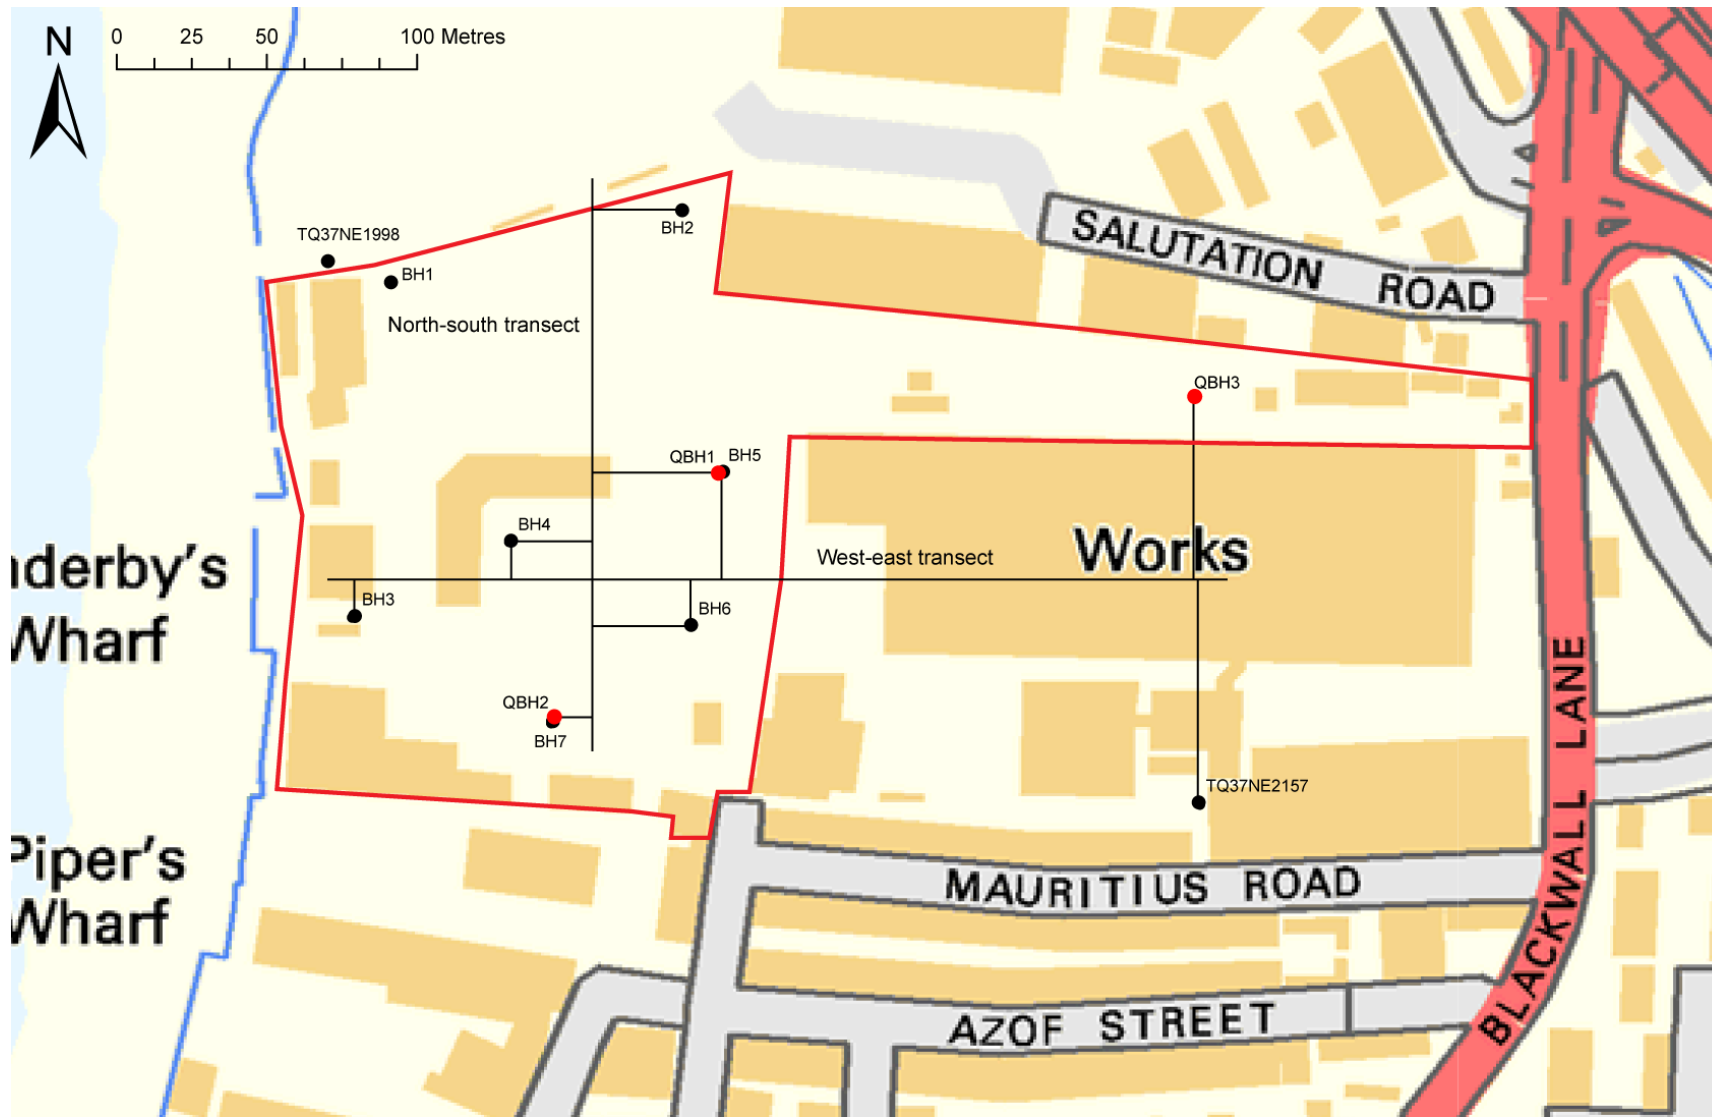 N
0 25 50 100 Metres
SALUTATION ROAD
TQ37NE1998
BH2
BH1
North-south transect
QBH3
QBH1 BH5
BH4
Works
West-east transect
nderby's
Wharf
BH3
BH6
QBH2
BH7
TQ37NE2157
BLACKWALL LANE
Piper's
Wharf
MAURITIUS ROAD
AZOF STREET